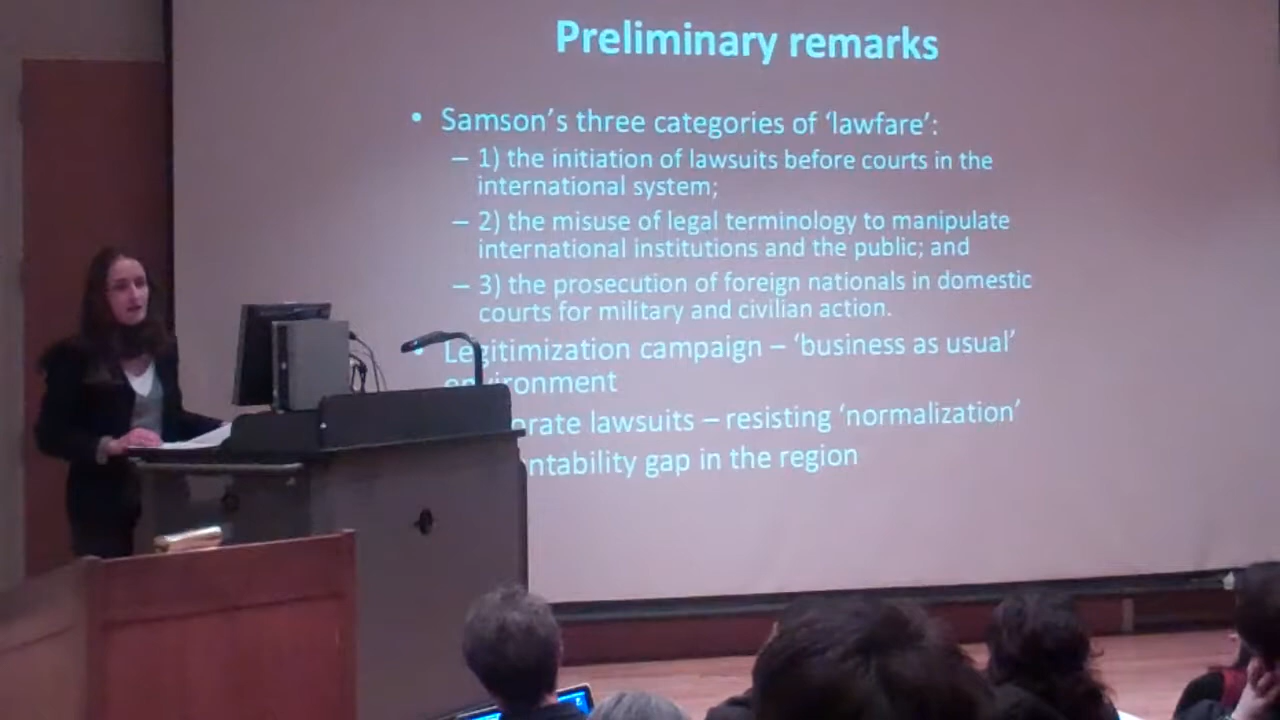 Preliminary remarks
• Samson's three categories of 'lawfare':
– 1) the initiation of lawsuits before courts in the
international system;
– 2) the misuse of legal terminology to manipulate
international institutions and the public; and
– 3) the prosecution of foreign nationals in domestic
courts for military and civilian action.
• Legitimization campaign – 'business as usual'
environment
lawsuits – resisting 'normalization'
gap in the region